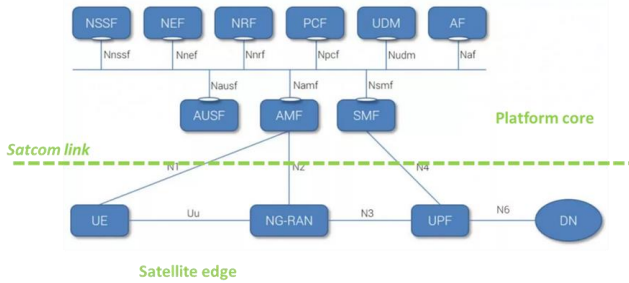 NSSF NEF NRF PCF UDM AF
Nnssf Nnef Nnrf Npcf Nudm Naf
Nausf Namf Nsmf
AUSF AMF SMF
Platform core
Satcom link
N1 N2 N4
UE Uu NG-RAN N3 UPF N6 DN
Satellite edge